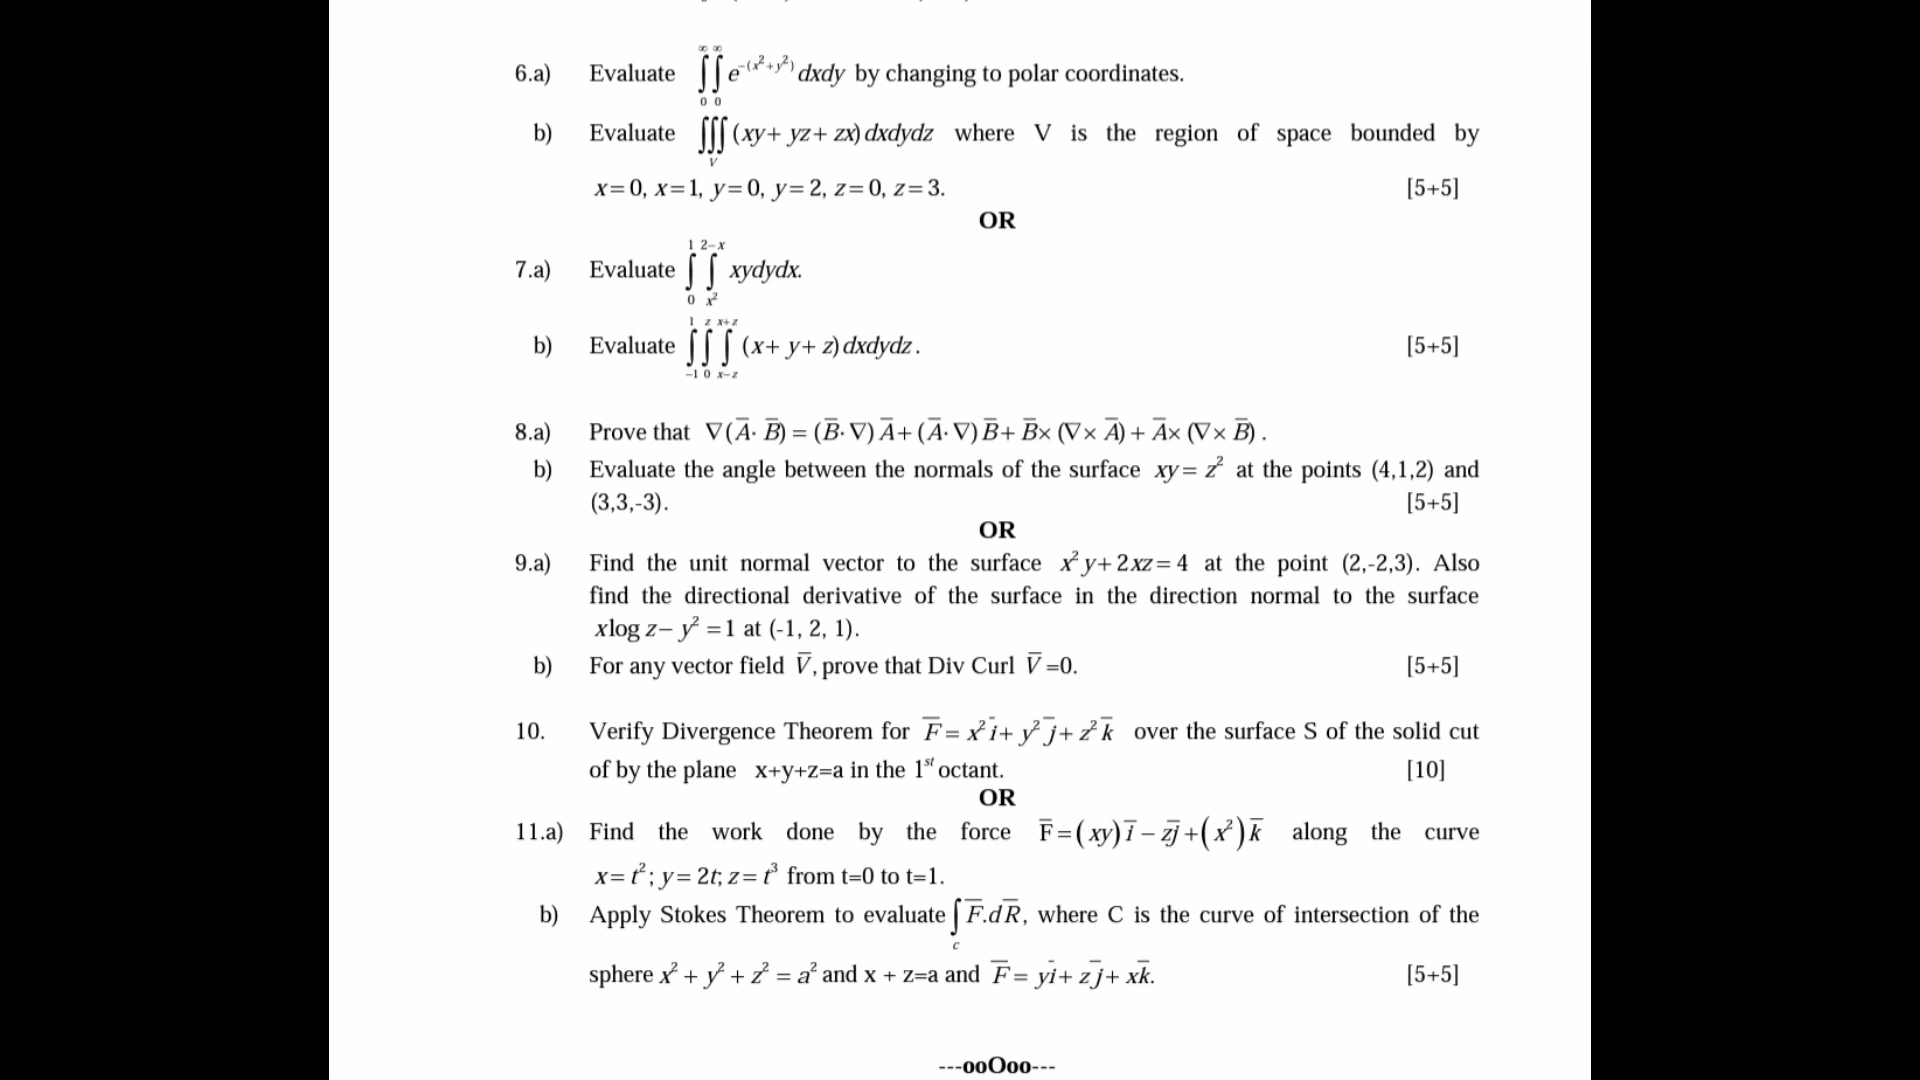 6.a) Evaluate ∫₀^∞ ∫₀^∞ e^{-(x²+y²)} dxdy by changing to polar coordinates.
b) Evaluate ∭_V (xy+ yz+ zx) dxdydz where V is the region of space bounded by
x=0, x=1, y=0, y=2, z=0, z=3. [5+5]
OR
7.a) Evaluate ∫₀^1 ∫_{x²}^{2-x} xydydx.
b) Evaluate ∫_{-1}^{1} ∫₀^{z} ∫_{x-z}^{x+z} (x+ y+ z) dxdydz . [5+5]
8.a) Prove that ∇(A̅· B̅) = (B̅·∇) A̅+ (A̅·∇) B̅+ B̅× (∇× A̅) + A̅× (∇× B̅) .
b) Evaluate the angle between the normals of the surface xy= z² at the points (4,1,2) and
(3,3,-3). [5+5]
OR
9.a) Find the unit normal vector to the surface x²y+2xz=4 at the point (2,-2,3). Also
find the directional derivative of the surface in the direction normal to the surface
xlog z− y² =1 at (-1, 2, 1).
b) For any vector field V̅, prove that Div Curl V̅ =0. [5+5]
10. Verify Divergence Theorem for F̅= x²i̅+ y²j̅+ z²k̅ over the surface S of the solid cut
of by the plane x+y+z=a in the 1st octant. [10]
OR
11.a) Find the work done by the force F̅=(xy)i̅−zj̅+(x²)k̅ along the curve
x=t²; y=2t; z=t³ from t=0 to t=1.
b) Apply Stokes Theorem to evaluate ∫_c F̅.dR̅, where C is the curve of intersection of the
sphere x² + y² + z² = a² and x + z=a and F̅= yi̅+ zj̅+ xk̅. [5+5]
---ooOoo---